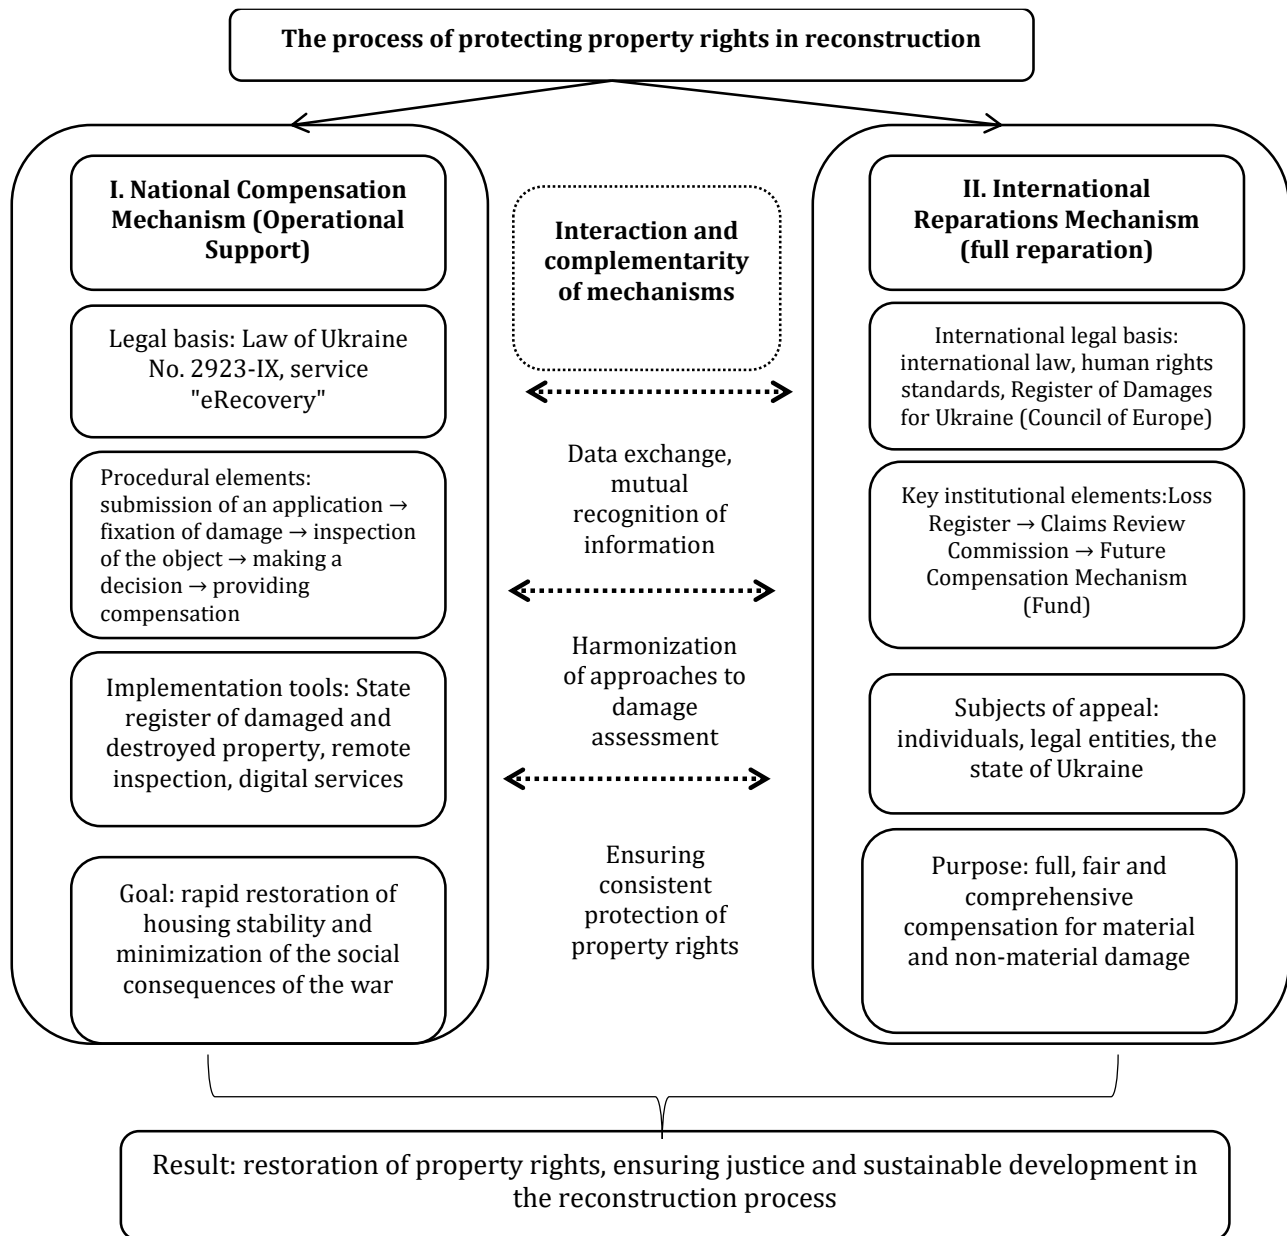 The process of protecting property rights in reconstruction
I. National Compensation
Mechanism (Operational
Support)
Legal basis: Law of Ukraine
No. 2923-IX, service
"eRecovery"
Procedural elements:
submission of an application →
fixation of damage → inspection
of the object → making a
decision → providing
compensation
Implementation tools: State
register of damaged and
destroyed property, remote
inspection, digital services
Goal: rapid restoration of
housing stability and
minimization of the social
consequences of the war
Interaction and
complementarity
of mechanisms
Data exchange,
mutual
recognition of
information
Harmonization
of approaches to
damage
assessment
Ensuring
consistent
protection of
property rights
II. International
Reparations Mechanism
(full reparation)
International legal basis:
international law, human rights
standards, Register of Damages
for Ukraine (Council of Europe)
Key institutional elements:Loss
Register → Claims Review
Commission → Future
Compensation Mechanism
(Fund)
Subjects of appeal:
individuals, legal entities, the
state of Ukraine
Purpose: full, fair and
comprehensive
compensation for material
and non-material damage
Result: restoration of property rights, ensuring justice and sustainable development in
the reconstruction process